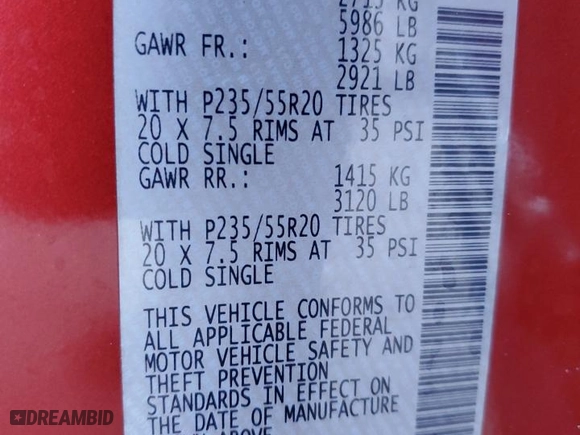 KG
5986 LB
GAWR FR.: 1325 KG
2921 LB
WITH P235/55R20 TIRES
20 X 7.5 RIMS AT 35 PSI
COLD SINGLE
GAWR RR.: 1415 KG
3120 LB
WITH P235/55R20 TIRES
20 X 7.5 RIMS AT 35 PSI
COLD SINGLE
THIS VEHICLE CONFORMS TO
ALL APPLICABLE FEDERAL
MOTOR VEHICLE SAFETY AND
THEFT PREVENTION
STANDARDS IN EFFECT ON
THE DATE OF MANUFACTURE
ABOVE
DREAMBID